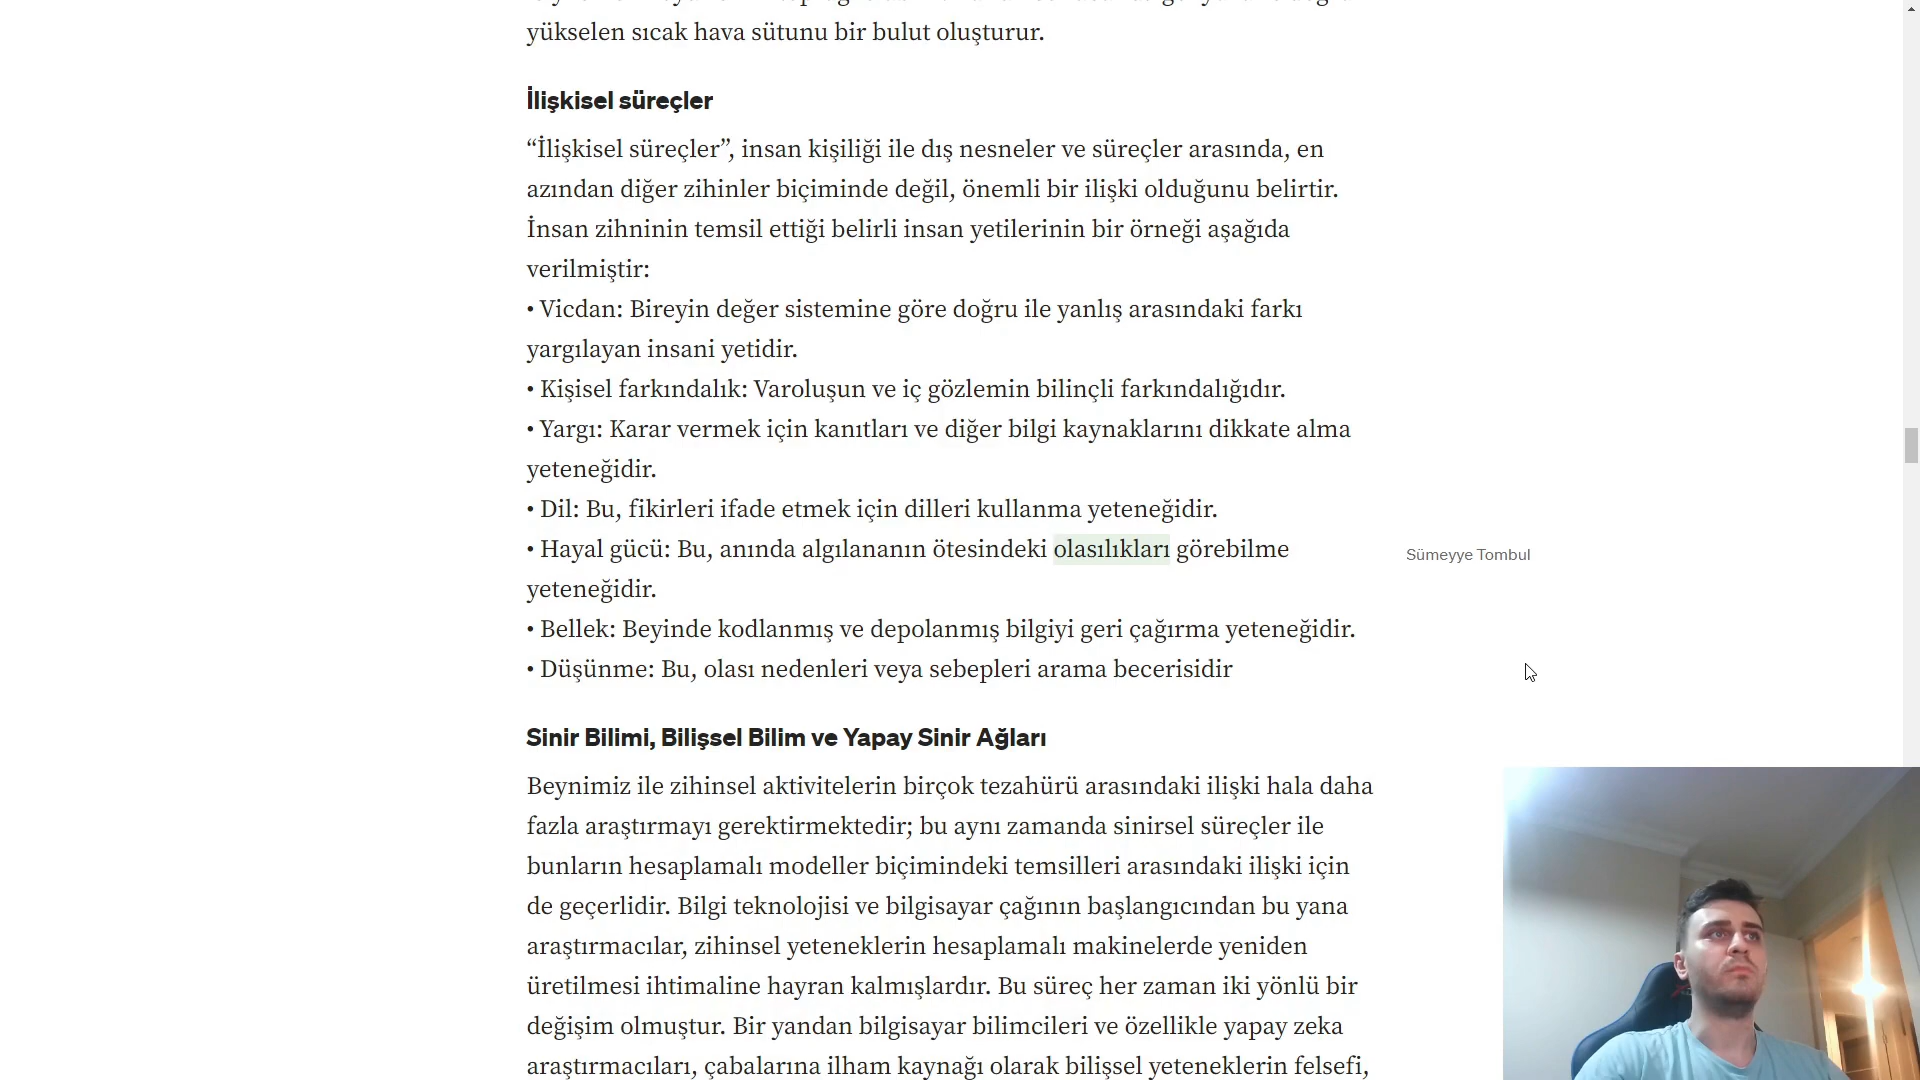 yükselen sıcak hava sütunu bir bulut oluşturur.
İlişkisel süreçler
“İlişkisel süreçler”, insan kişiliği ile dış nesneler ve süreçler arasında, en
azından diğer zihinler biçiminde değil, önemli bir ilişki olduğunu belirtir.
İnsan zihninin temsil ettiği belirli insan yetilerinin bir örneği aşağıda
verilmiştir:
• Vicdan: Bireyin değer sistemine göre doğru ile yanlış arasındaki farkı
yargılayan insani yetidir.
• Kişisel farkındalık: Varoluşun ve iç gözlemin bilinçli farkındalığıdır.
• Yargı: Karar vermek için kanıtları ve diğer bilgi kaynaklarını dikkate alma
yeteneğidir.
• Dil: Bu, fikirleri ifade etmek için dilleri kullanma yeteneğidir.
• Hayal gücü: Bu, anında algılananın ötesindeki olasılıkları görebilme
Sümeyye Tombul
yeteneğidir.
• Bellek: Beyinde kodlanmış ve depolanmış bilgiyi geri çağırma yeteneğidir.
• Düşünme: Bu, olası nedenleri veya sebepleri arama becerisidir
Sinir Bilimi, Bilişsel Bilim ve Yapay Sinir Ağları
Beynimiz ile zihinsel aktivitelerin birçok tezahürü arasındaki ilişki hala daha
fazla araştırmayı gerektirmektedir; bu aynı zamanda sinirsel süreçler ile
bunların hesaplamalı modeller biçimindeki temsilleri arasındaki ilişki için
de geçerlidir. Bilgi teknolojisi ve bilgisayar çağının başlangıcından bu yana
araştırmacılar, zihinsel yeteneklerin hesaplamalı makinelerde yeniden
üretilmesi ihtimaline hayran kalmışlardır. Bu süreç her zaman iki yönlü bir
değişim olmuştur. Bir yandan bilgisayar bilimcileri ve özellikle yapay zeka
araştırmacıları, çabalarına ilham kaynağı olarak bilişsel yeteneklerin felsefi,